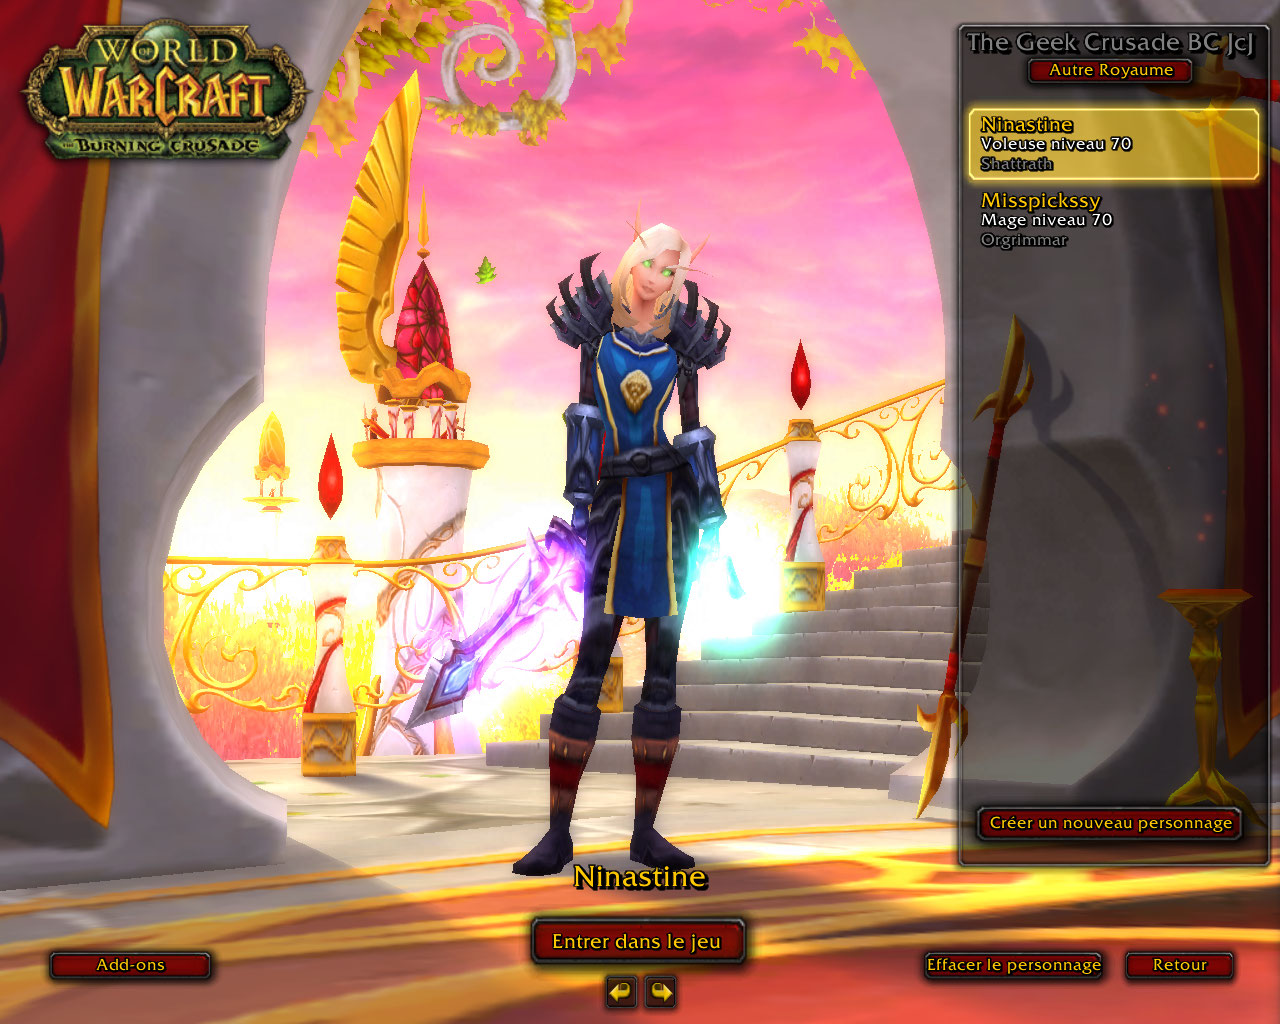 WORLD
OF
WARCRAFT
THE BURNING CRUSADE
The Geek Crusade BC JcJ
Autre Royaume
Ninastine
Voleuse niveau 70
Shattrath
Misspickssy
Mage niveau 70
Orgrimmar
Créer un nouveau personnage
Ninastine
Entrer dans le jeu
Add-ons
Effacer le personnage
Retour